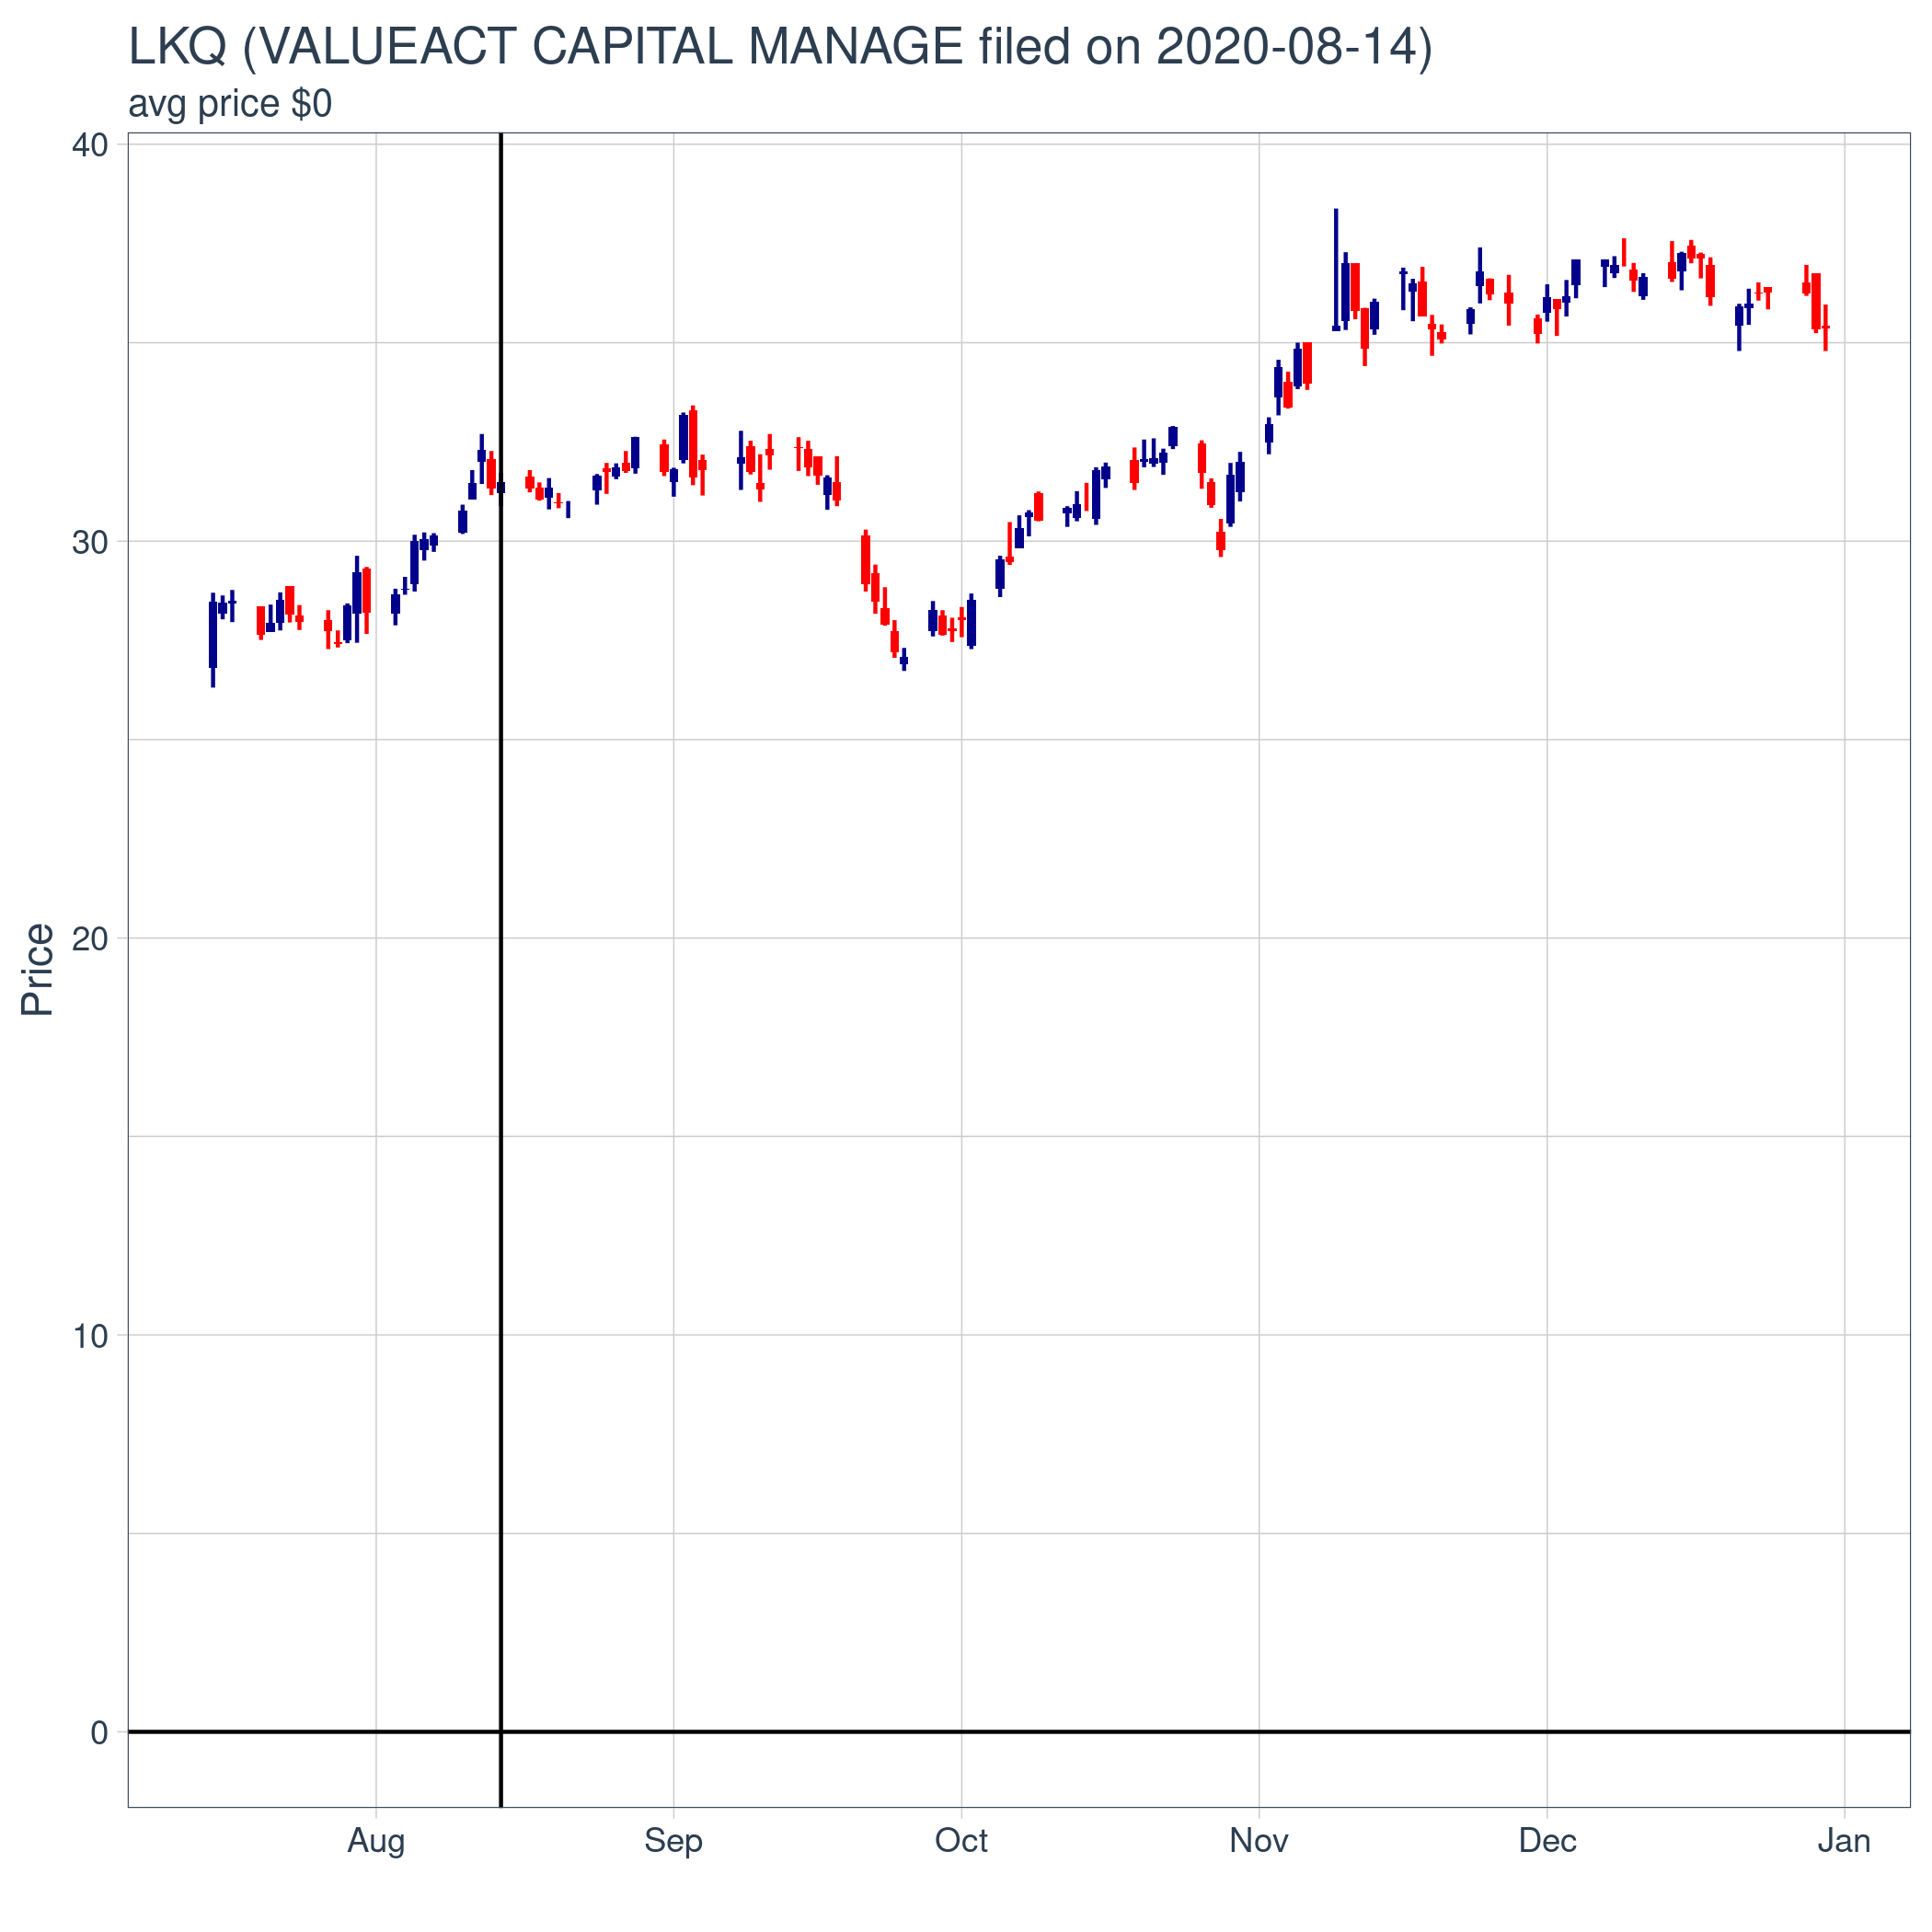 LKQ (VALUEACT CAPITAL MANAGE filed on 2020-08-14)
avg price $0
40
30
20
10
0
Price
Aug Sep Oct Nov Dec Jan